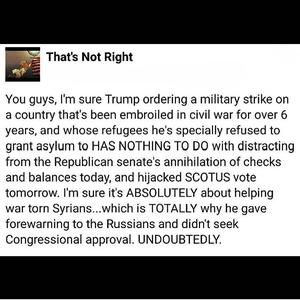 That's Not Right
You guys, I'm sure Trump ordering a military strike on
a country that's been embroiled in civil war for over 6
years, and whose refugees he's specially refused to
grant asylum to HAS NOTHING TO DO with distracting
from the Republican senate's annihilation of checks
and balances today, and hijacked SCOTUS vote
tomorrow. I'm sure it's ABSOLUTELY about helping
war torn Syrians...which is TOTALLY why he gave
forewarning to the Russians and didn't seek
Congressional approval. UNDOUBTEDLY.